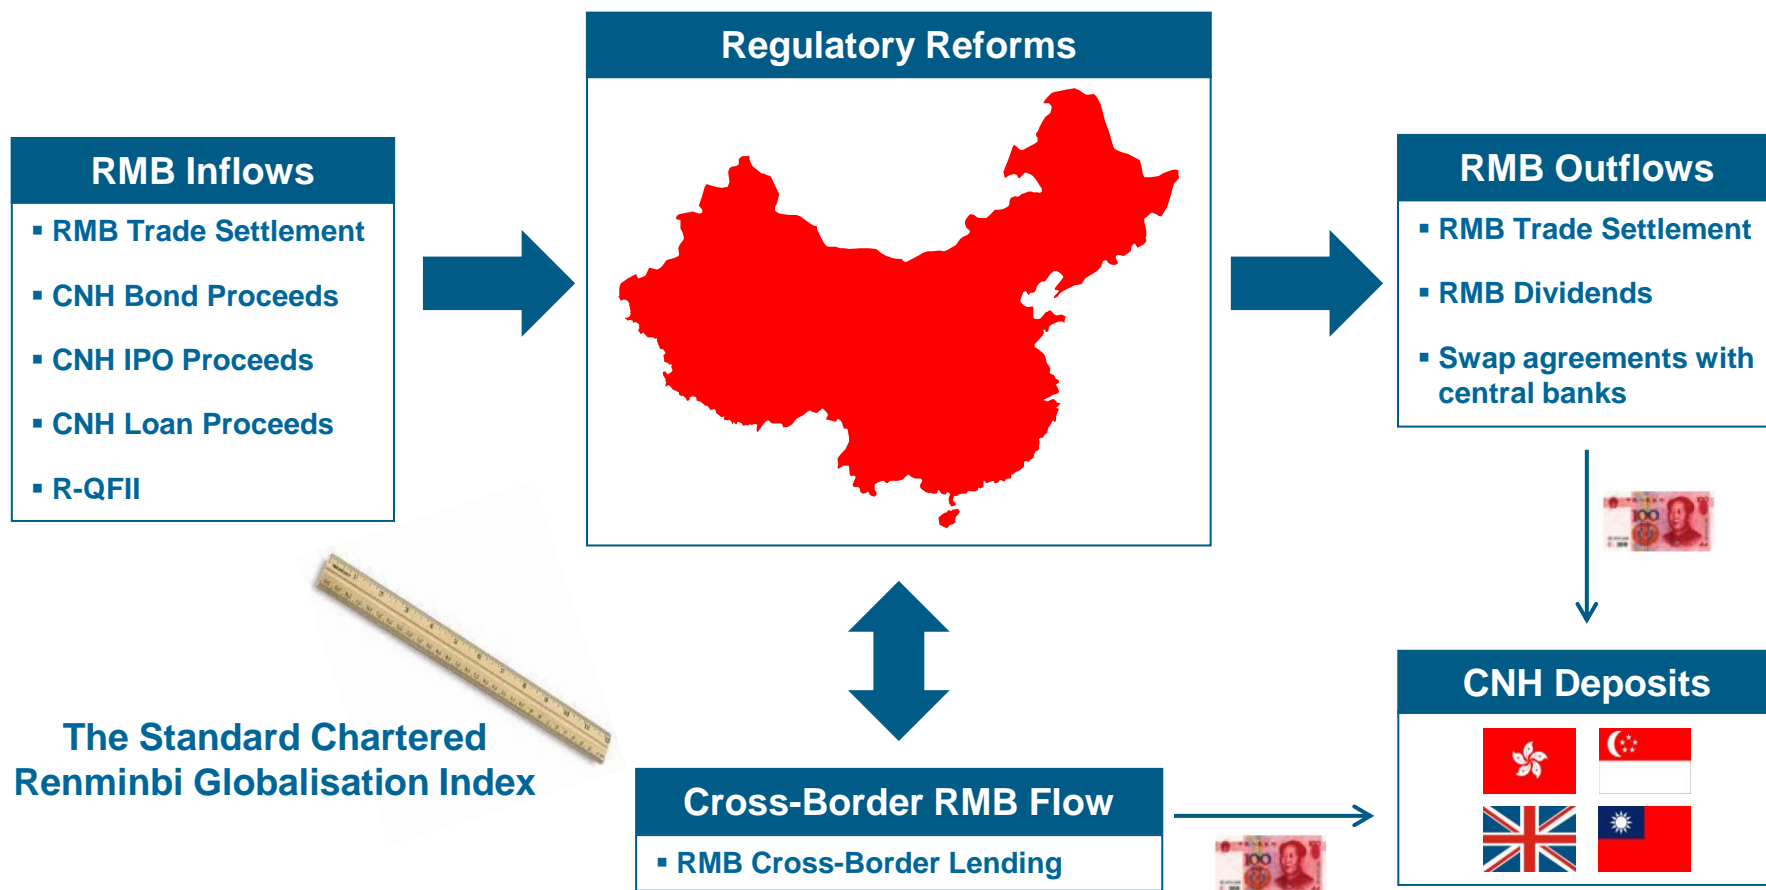 Regulatory Reforms
RMB Inflows
▪ RMB Trade Settlement
▪ CNH Bond Proceeds
▪ CNH IPO Proceeds
▪ CNH Loan Proceeds
▪ R-QFII
RMB Outflows
▪ RMB Trade Settlement
▪ RMB Dividends
▪ Swap agreements with
central banks
100
The Standard Chartered
Renminbi Globalisation Index
CNH Deposits
Cross-Border RMB Flow
▪ RMB Cross-Border Lending
100